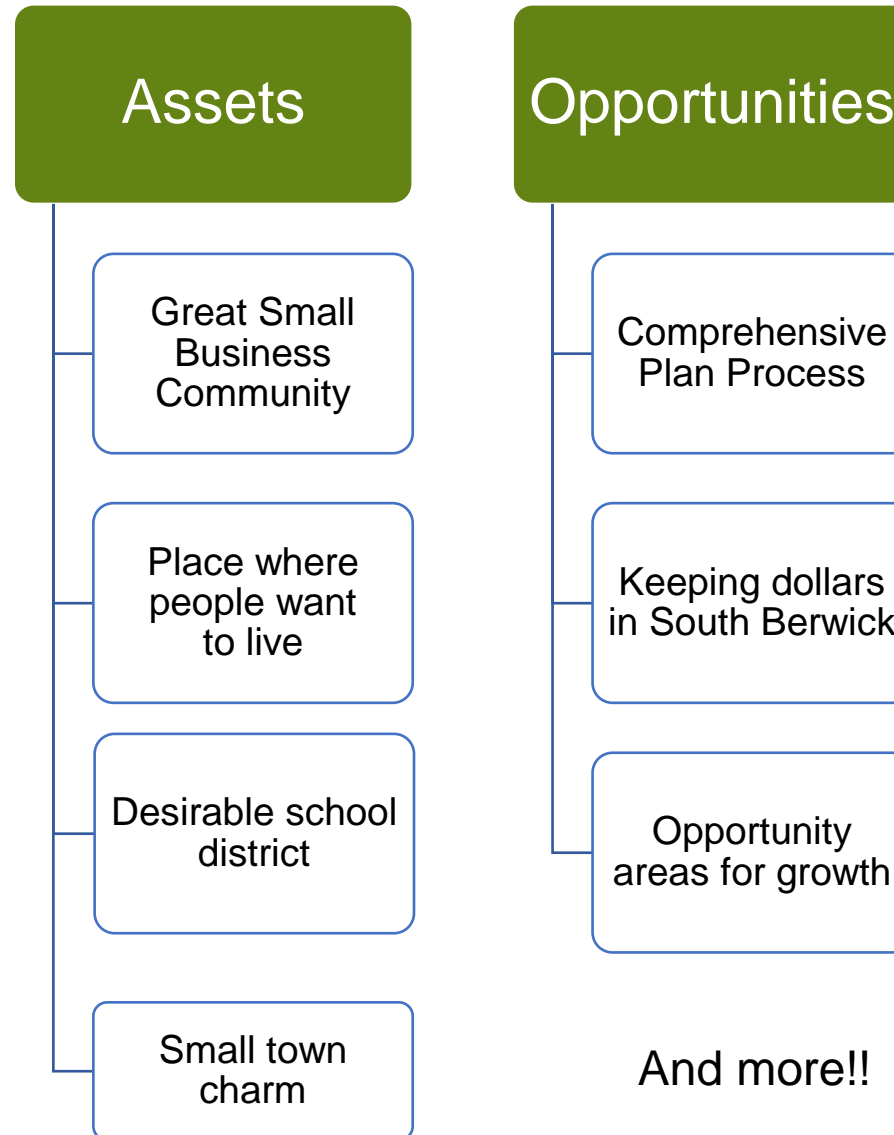 Assets
Great Small
Business
Community
Place where
people want
to live
Desirable school
district
Small town
charm
Opportunities
Comprehensive
Plan Process
Keeping dollars
in South Berwick
Opportunity
areas for growth
And more!!